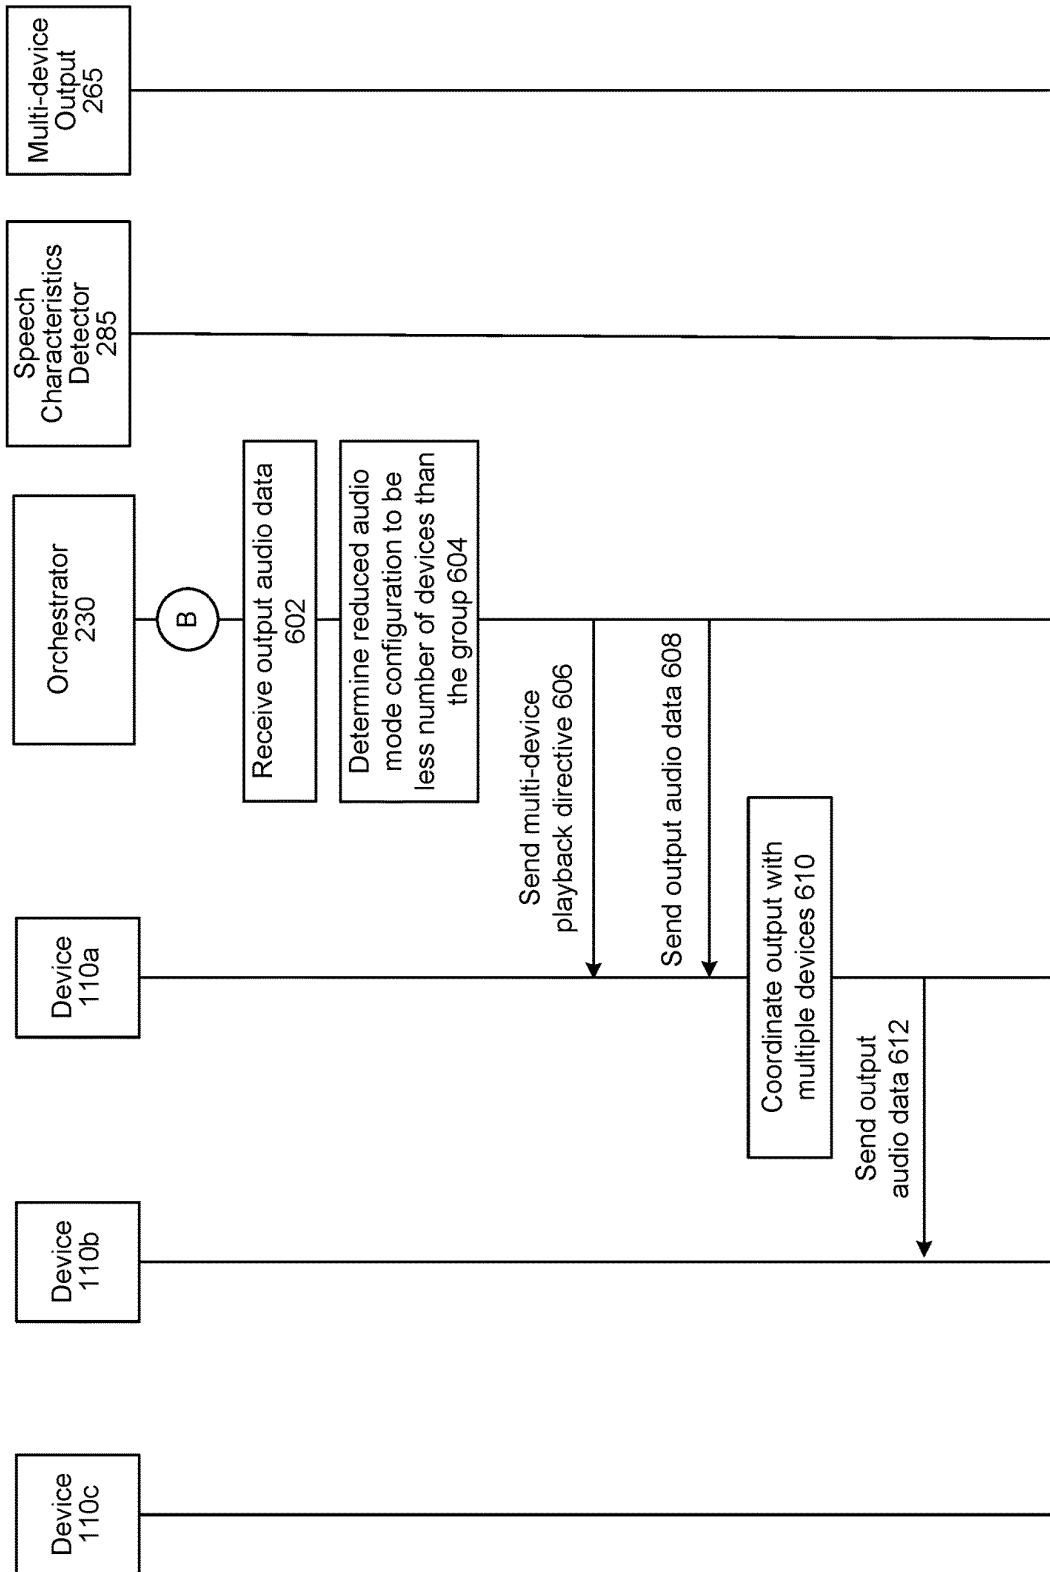 Device
110c
Device
110b
Device
110a
Orchestrator
230
Speech
Characteristics
Detector
285
Multi-device
Output
265
B
Receive output audio data
602
Determine reduced audio
mode configuration to be
less number of devices than
the group 604
Send multi-device
playback directive 606
Send output audio data 608
Coordinate output with
multiple devices 610
Send output
audio data 612